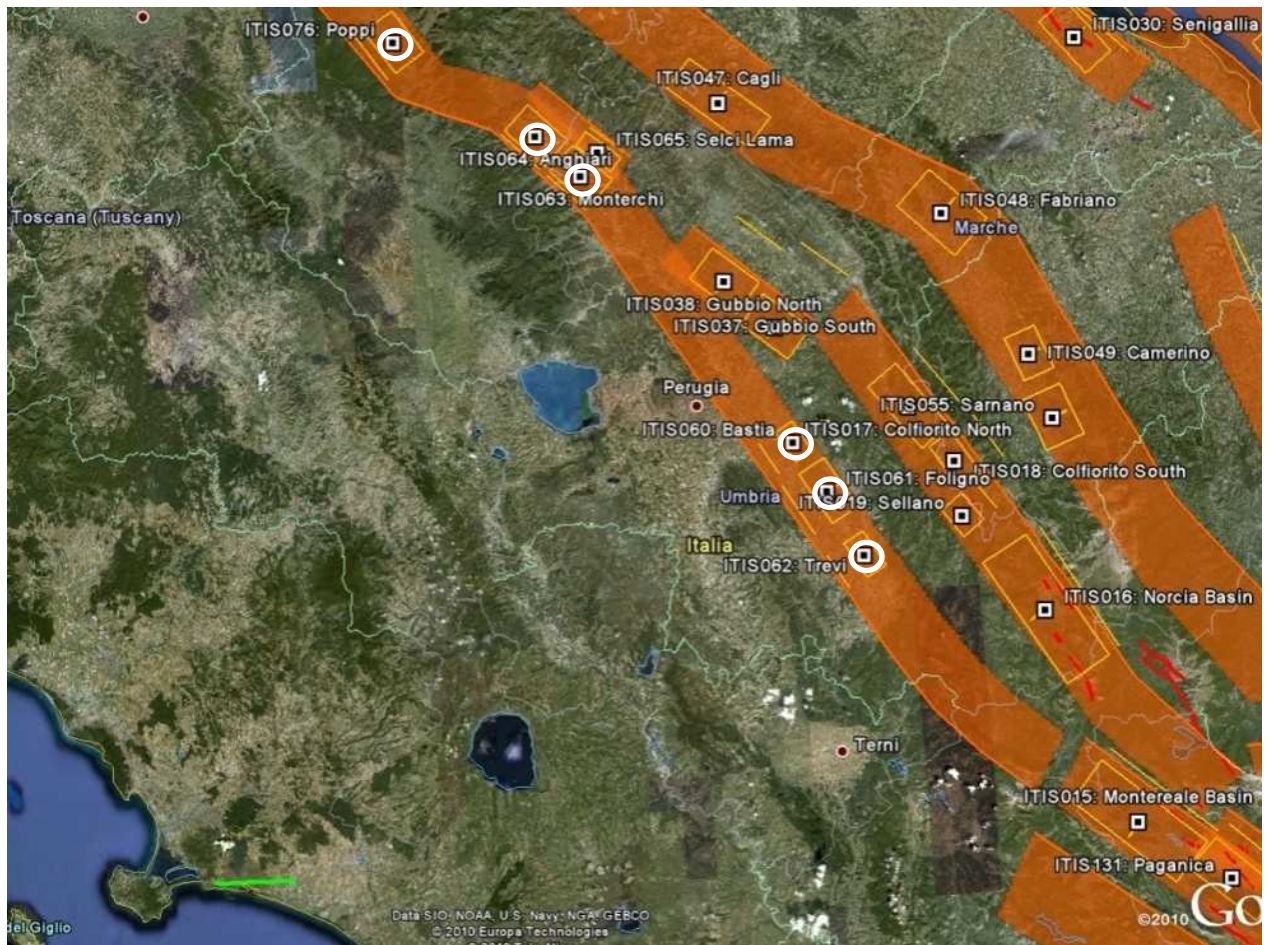 ITIS030: Senigallia
ITIS076: Poppi
ITIS047: Cagli
ITIS065: Selci Lama
ITIS064: Anghiari
ITIS063: Monterchi
Toscana (Tuscany)
ITIS048: Fabriano
Marche
ITIS038: Gubbio North
ITIS037: Gubbio South
ITIS049: Camerino
Perugia
ITIS055: Sarnano
ITIS060: Bastia
ITIS017: Colfiorito North
ITIS018: Colfiorito South
ITIS061: Foligno
Umbria
ITIS019: Sellano
Italia
ITIS062: Trevi
ITIS016: Norcia Basin
Terni
ITIS015: Montereale Basin
ITIS131: Paganica
del Giglio
Data SIO, NOAA, U.S. Navy, NGA, GEBCO
© 2010 Europa Technologies
©2010 Go